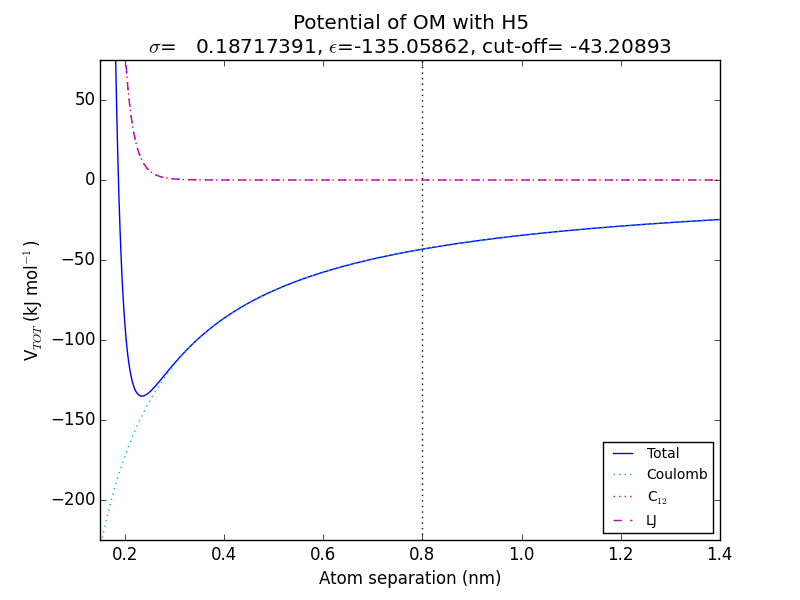 Potential of OM with H5
σ= 0.18717391, ϵ=-135.05862, cut-off= -43.20893
50
0
−50
−100
−150
−200
V_TOT (kJ mol⁻¹)
0.2 0.4 0.6 0.8 1.0 1.2 1.4
Atom separation (nm)
Total
Coulomb
C₁₂
LJ